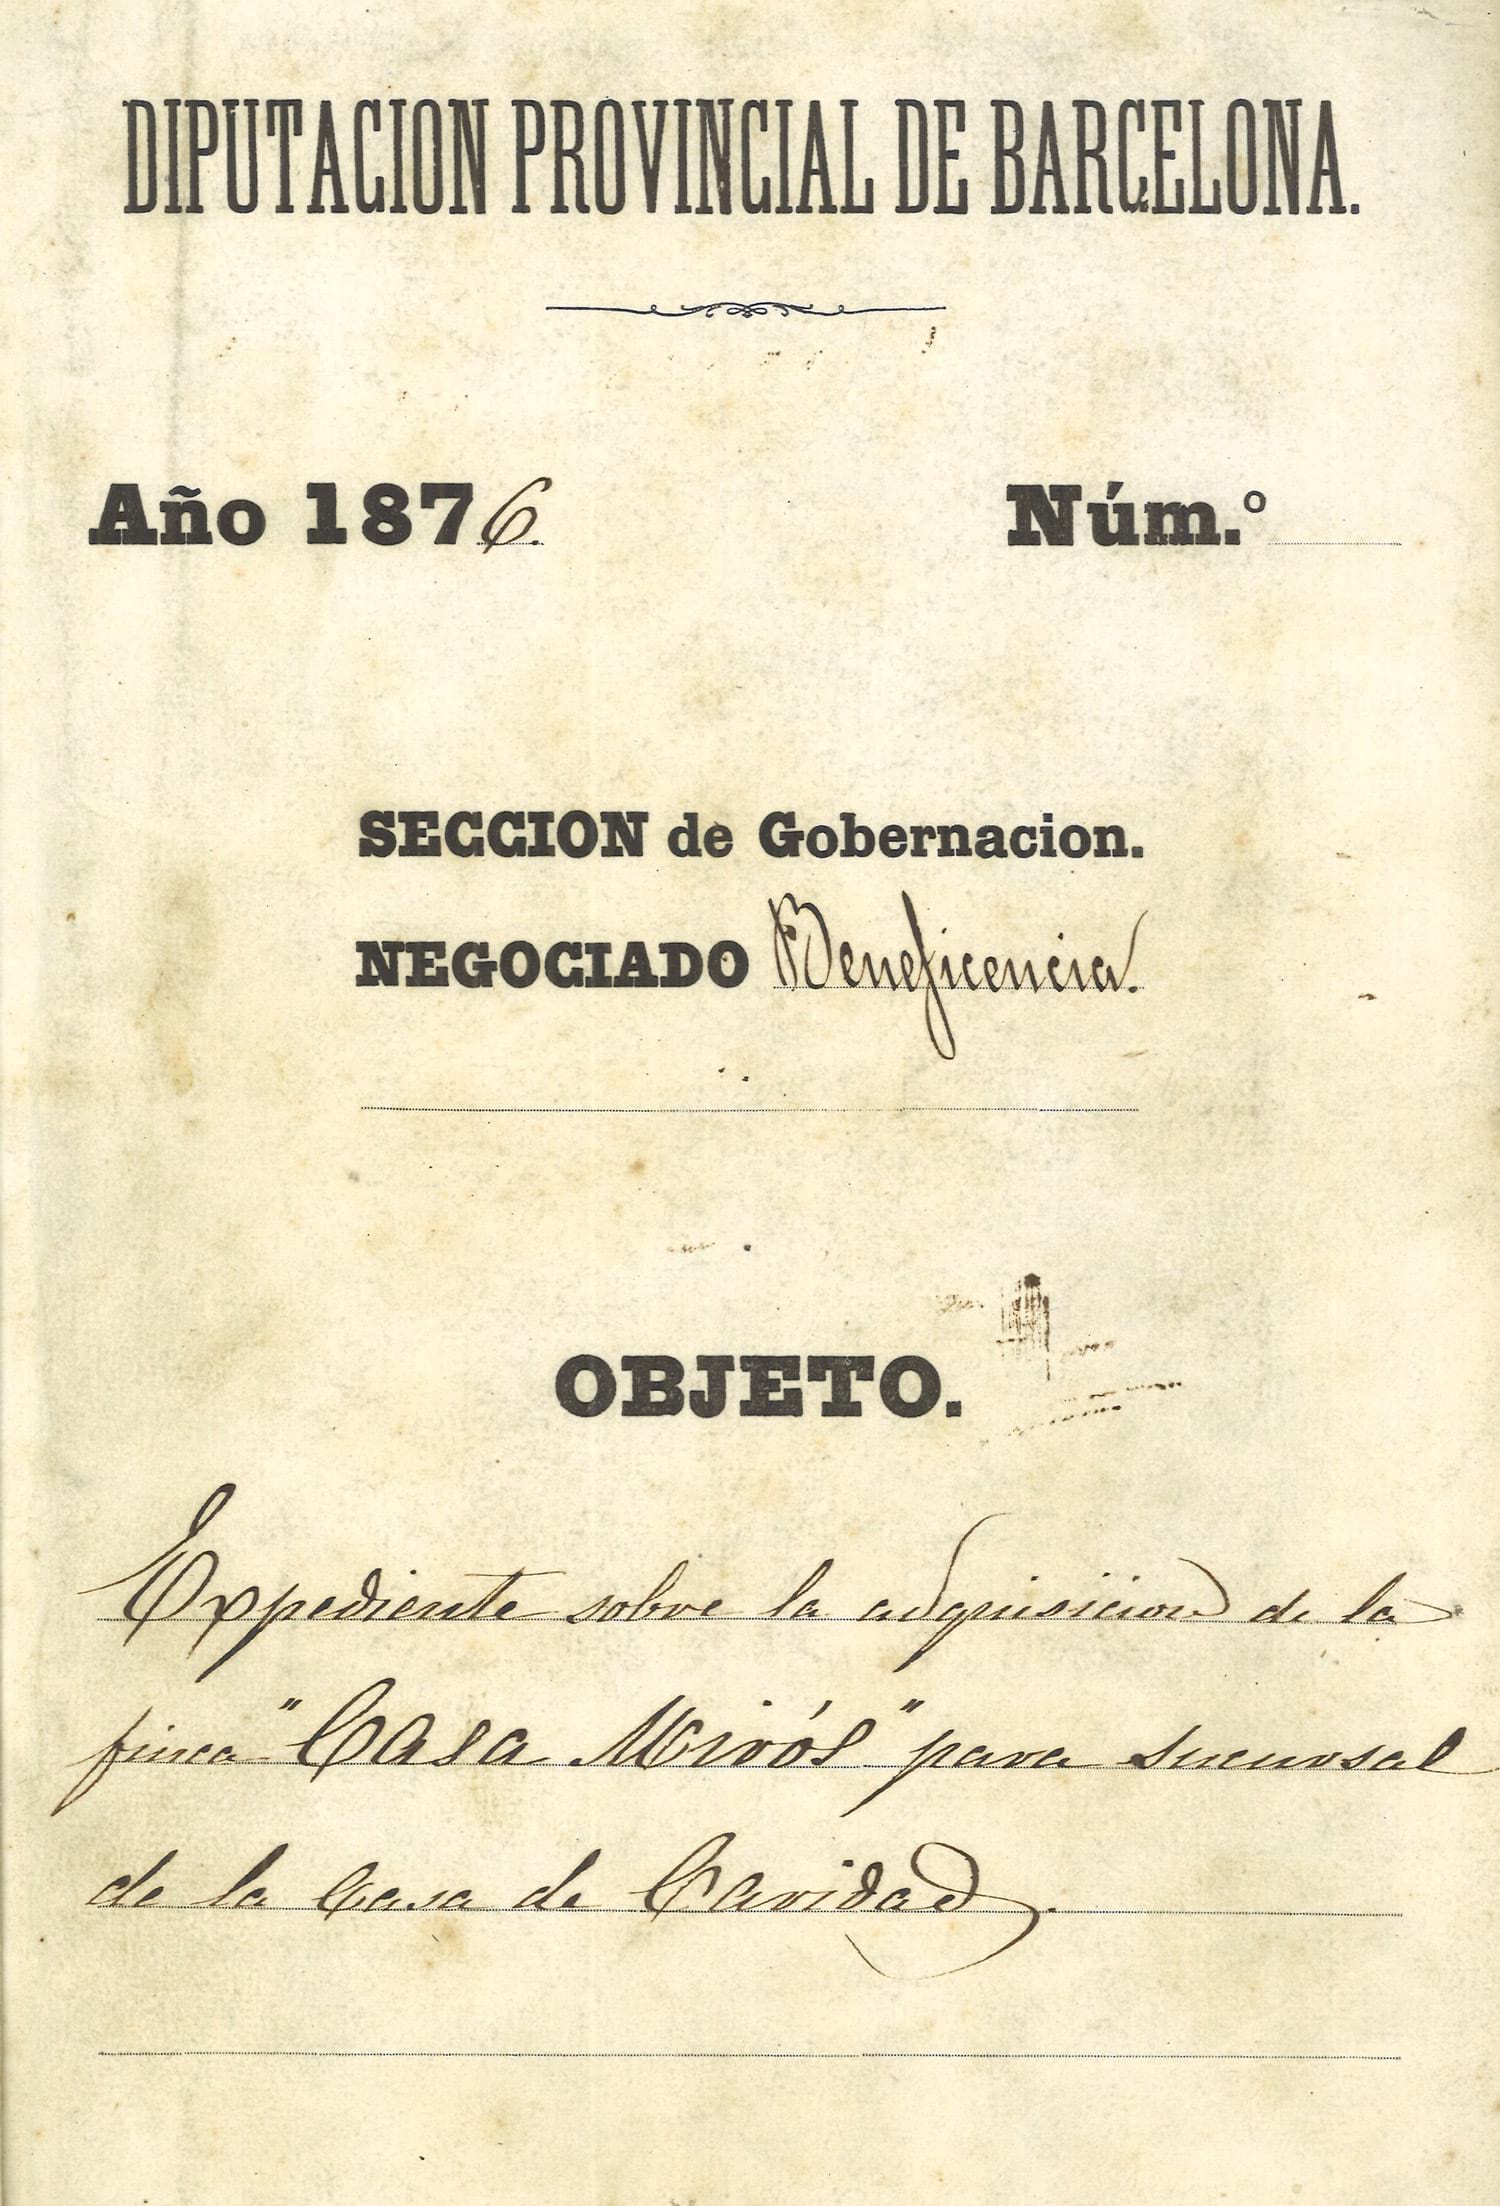 DIPUTACION PROVINCIAL DE BARCELONA.
Año 1876. Núm.º
SECCION de Gobernacion.
NEGOCIADO Beneficencia.
OBJETO.
Expediente sobre la adquisicion de la
finca "Casa Mirós" para sucursal
de la Casa de Caridad.